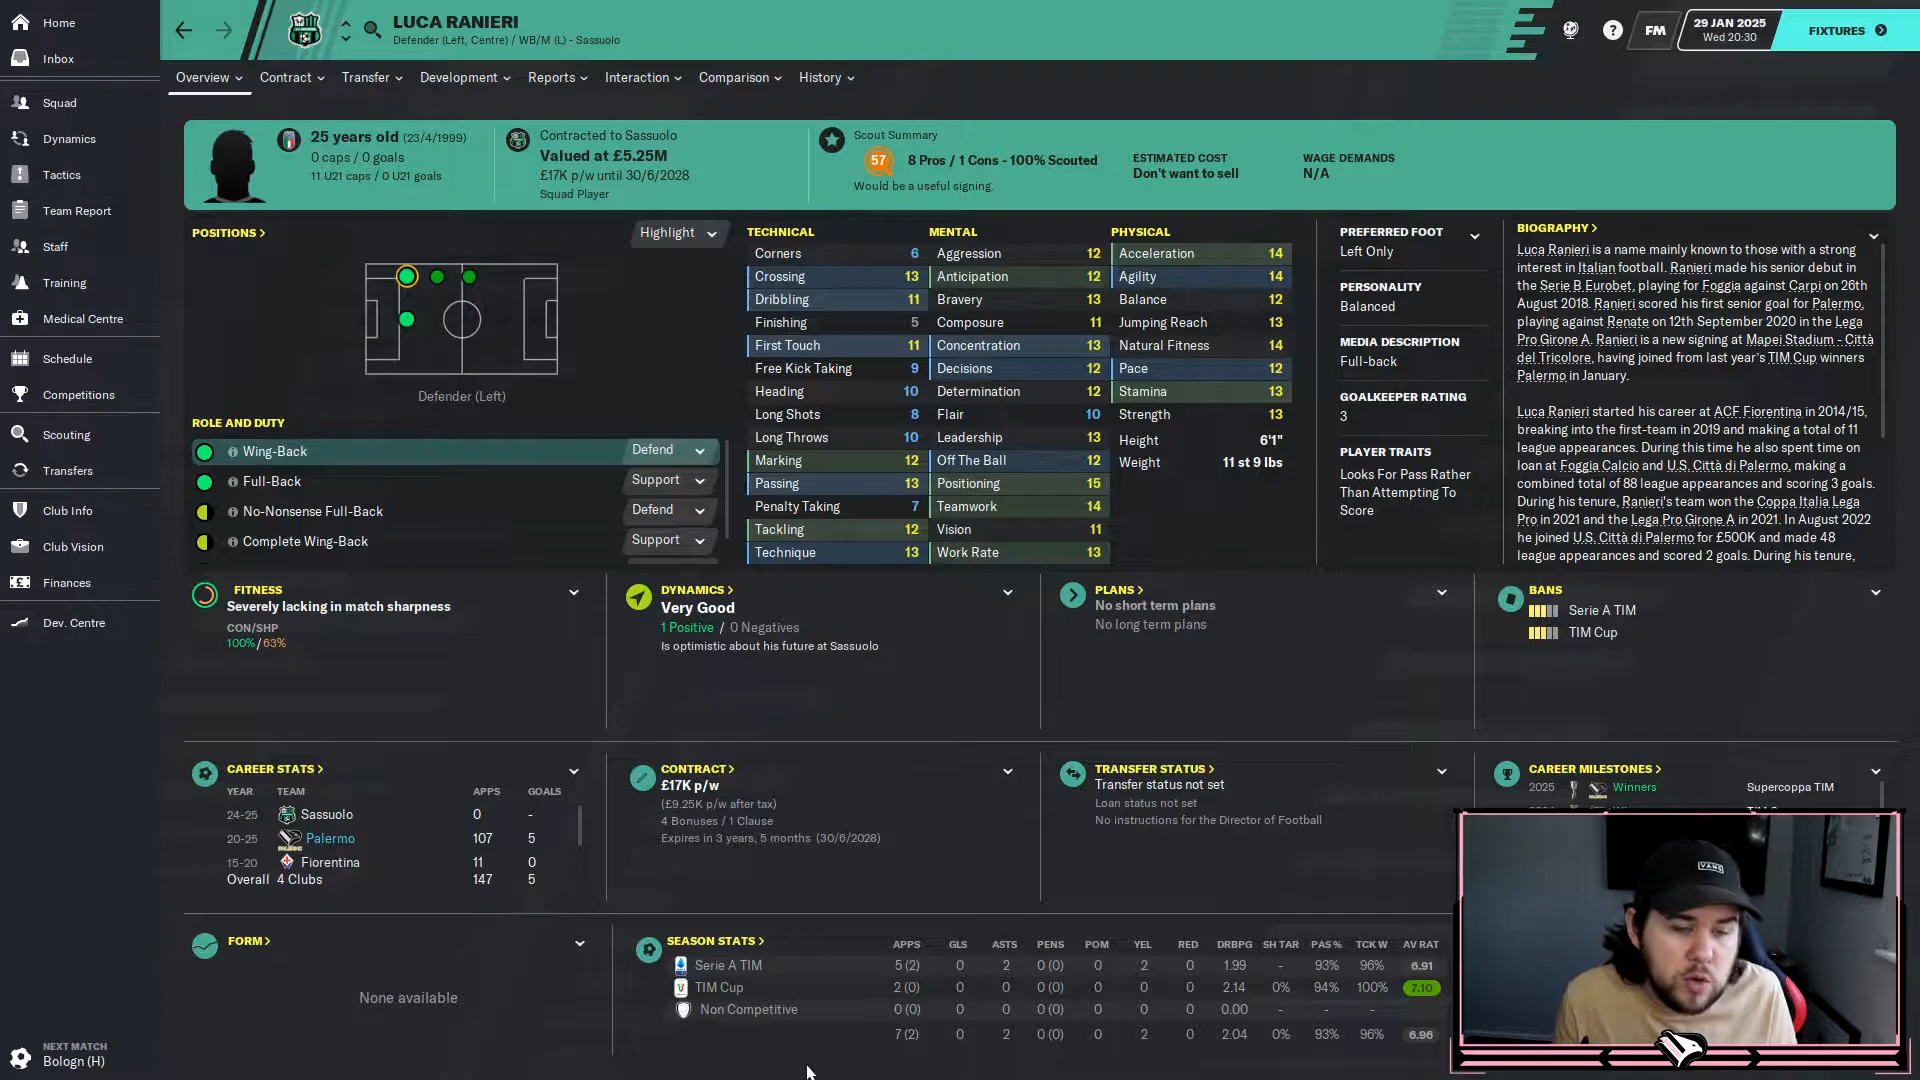 Home
Inbox
Squad
Dynamics
Tactics
Team Report
Staff
Training
Medical Centre
Schedule
Competitions
Scouting
Transfers
Club Info
Club Vision
Finances
Dev. Centre
NEXT MATCH
Bologn (H)
LUCA RANIERI
Defender (Left, Centre) / WB/M (L) - Sassuolo
FM
29 JAN 2025
Wed 20:30
FIXTURES
Overview Contract Transfer Development Reports Interaction Comparison History
25 years old (23/4/1999)
0 caps / 0 goals
11 U21 caps / 0 U21 goals
Contracted to Sassuolo
Valued at £5.25M
£17K p/w until 30/6/2028
Squad Player
Scout Summary
57
8 Pros / 1 Cons - 100% Scouted
Would be a useful signing.
ESTIMATED COST
Don't want to sell
WAGE DEMANDS
N/A
POSITIONS >
Highlight
Defender (Left)
ROLE AND DUTY
Wing-Back Defend
Full-Back Support
No-Nonsense Full-Back Defend
Complete Wing-Back Support
TECHNICAL
Corners 6
Crossing 13
Dribbling 11
Finishing 5
First Touch 11
Free Kick Taking 9
Heading 10
Long Shots 8
Long Throws 10
Marking 12
Passing 13
Penalty Taking 7
Tackling 12
Technique 13
MENTAL
Aggression 12
Anticipation 12
Bravery 13
Composure 11
Concentration 13
Decisions 12
Determination 12
Flair 10
Leadership 13
Off The Ball 12
Positioning 15
Teamwork 14
Vision 11
Work Rate 13
PHYSICAL
Acceleration 14
Agility 14
Balance 12
Jumping Reach 13
Natural Fitness 14
Pace 12
Stamina 13
Strength 13
Height 6'1"
Weight 11 st 9 lbs
PREFERRED FOOT
Left Only
PERSONALITY
Balanced
MEDIA DESCRIPTION
Full-back
GOALKEEPER RATING
3
PLAYER TRAITS
Looks For Pass Rather
Than Attempting To
Score
BIOGRAPHY >
Luca Ranieri is a name mainly known to those with a strong
interest in Italian football. Ranieri made his senior debut in
the Serie B Eurobet, playing for Foggia against Carpi on 26th
August 2018. Ranieri scored his first senior goal for Palermo,
playing against Renate on 12th September 2020 in the Lega
Pro Girone A. Ranieri is a new signing at Mapei Stadium - Città
del Tricolore, having joined from last year's TIM Cup winners
Palermo in January.
Luca Ranieri started his career at ACF Fiorentina in 2014/15,
breaking into the first-team in 2019 and making a total of 11
league appearances. During this time he also spent time on
loan at Foggia Calcio and U.S. Città di Palermo, making a
combined total of 88 league appearances and scoring 3 goals.
During his tenure, Ranieri's team won the Coppa Italia Lega
Pro in 2021 and the Lega Pro Girone A in 2021. In August 2022
he joined U.S. Città di Palermo for £500K and made 48
league appearances and scored 2 goals. During his tenure,
FITNESS
Severely lacking in match sharpness
CON/SHP
100%/63%
DYNAMICS >
Very Good
1 Positive / 0 Negatives
Is optimistic about his future at Sassuolo
PLANS >
No short term plans
No long term plans
BANS
Serie A TIM
TIM Cup
CAREER STATS >
YEAR TEAM APPS GOALS
24-25 Sassuolo 0 -
20-25 Palermo 107 5
15-20 Fiorentina 11 0
Overall 4 Clubs 147 5
CONTRACT >
£17K p/w
(£9.25K p/w after tax)
4 Bonuses / 1 Clause
Expires in 3 years, 5 months (30/6/2028)
TRANSFER STATUS >
Transfer status not set
Loan status not set
No instructions for the Director of Football
CAREER MILESTONES >
2025 Winners Supercoppa TIM
FORM >
None available
SEASON STATS >
APPS GLS ASTS PENS POM YEL RED DRBPG SH TAR PAS % TCK W AV RAT
Serie A TIM 5 (2) 0 2 0 (0) 0 2 0 1.99 - 93% 96% 6.91
TIM Cup 2 (0) 0 0 0 (0) 0 0 0 2.14 0% 94% 100% 7.10
Non Competitive 0 (0) 0 0 0 (0) 0 0 0 0.00 - - -
7 (2) 0 2 0 (0) 0 2 0 2.04 0% 93% 96% 6.96
VANS